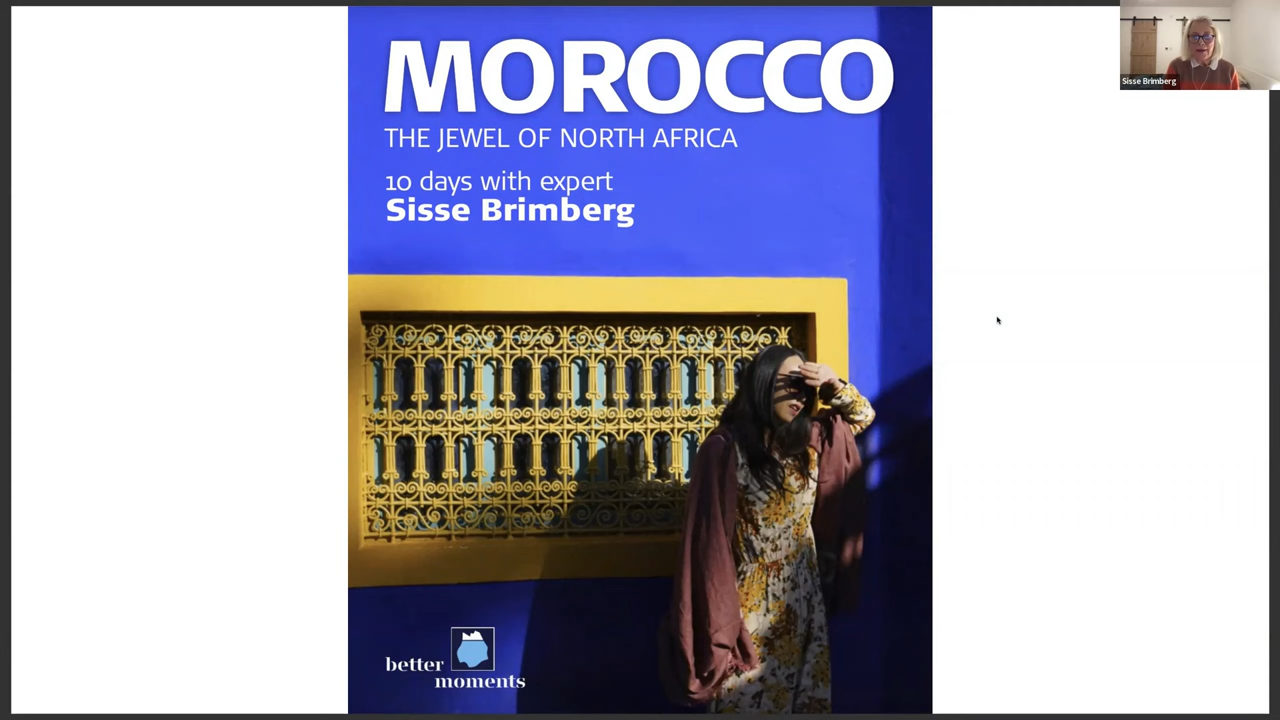 MOROCCO
THE JEWEL OF NORTH AFRICA
10 days with expert
Sisse Brimberg
better
moments
Sisse Brimberg